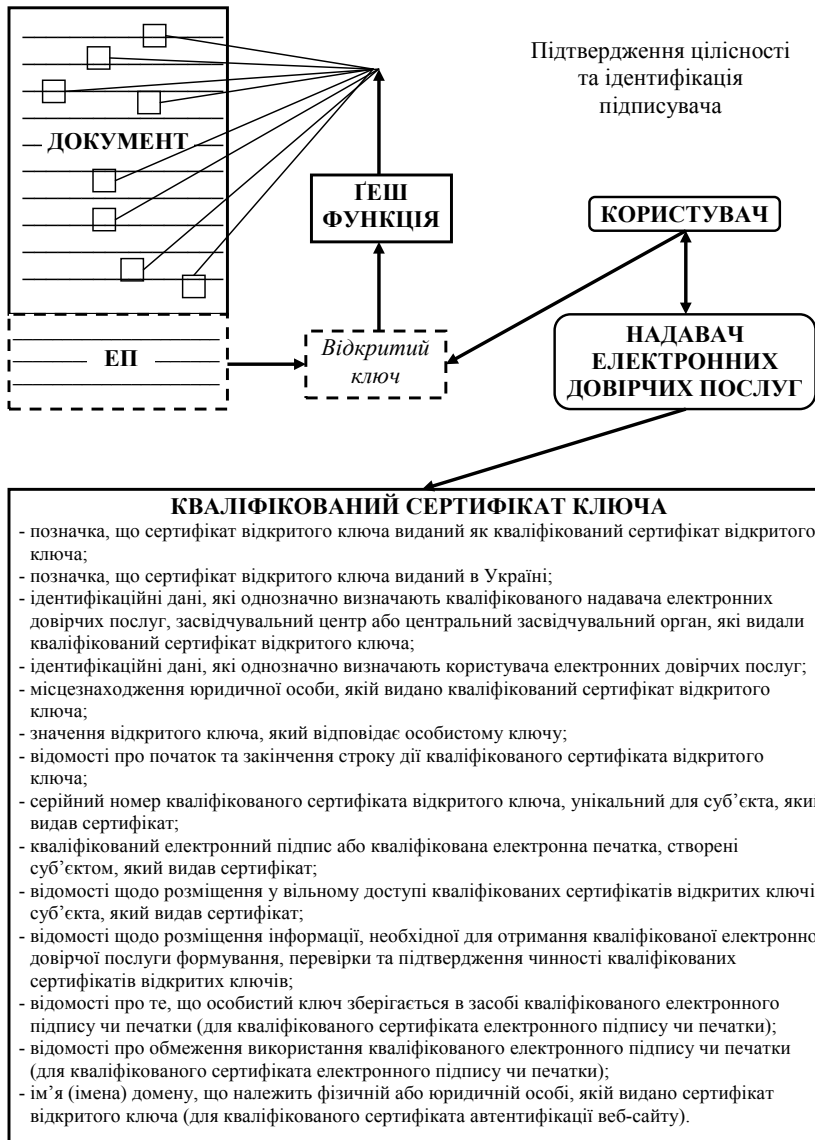 Підтвердження цілісності
та ідентифікація
підписувача
ДОКУМЕНТ
ҐЕШ
ФУНКЦІЯ
КОРИСТУВАЧ
ЕП
Відкритий
ключ
НАДАВАЧ
ЕЛЕКТРОННИХ
ДОВІРЧИХ ПОСЛУГ
КВАЛІФІКОВАНИЙ СЕРТИФІКАТ КЛЮЧА
- позначка, що сертифікат відкритого ключа виданий як кваліфікований сертифікат відкритого
ключа;
- позначка, що сертифікат відкритого ключа виданий в Україні;
- ідентифікаційні дані, які однозначно визначають кваліфікованого надавача електронних
довірчих послуг, засвідчувальний центр або центральний засвідчувальний орган, які видали
кваліфікований сертифікат відкритого ключа;
- ідентифікаційні дані, які однозначно визначають користувача електронних довірчих послуг;
- місцезнаходження юридичної особи, якій видано кваліфікований сертифікат відкритого
ключа;
- значення відкритого ключа, який відповідає особистому ключу;
- відомості про початок та закінчення строку дії кваліфікованого сертифіката відкритого
ключа;
- серійний номер кваліфікованого сертифіката відкритого ключа, унікальний для суб’єкта, який
видав сертифікат;
- кваліфікований електронний підпис або кваліфікована електронна печатка, створені
суб’єктом, який видав сертифікат;
- відомості щодо розміщення у вільному доступі кваліфікованих сертифікатів відкритих ключі
суб’єкта, який видав сертифікат;
- відомості щодо розміщення інформації, необхідної для отримання кваліфікованої електронно
довірчої послуги формування, перевірки та підтвердження чинності кваліфікованих
сертифікатів відкритих ключів;
- відомості про те, що особистий ключ зберігається в засобі кваліфікованого електронного
підпису чи печатки (для кваліфікованого сертифіката електронного підпису чи печатки);
- відомості про обмеження використання кваліфікованого електронного підпису чи печатки
(для кваліфікованого сертифіката електронного підпису чи печатки);
- ім’я (імена) домену, що належить фізичній або юридичній особі, якій видано сертифікат
відкритого ключа (для кваліфікованого сертифіката автентифікації веб-сайту).